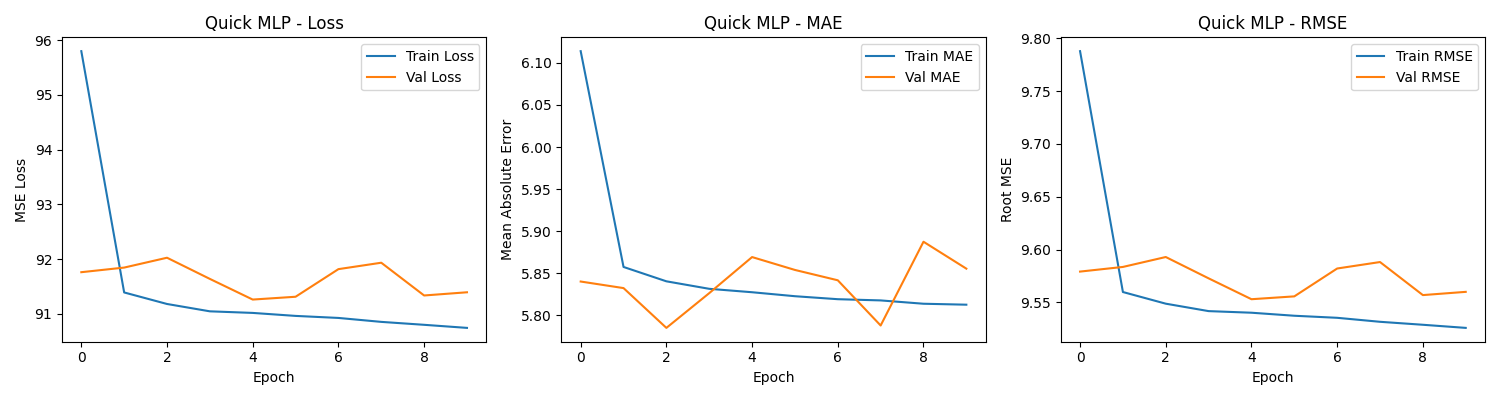 Quick MLP - Loss
MSE Loss
96
95
94
93
92
91
Train Loss
Val Loss
0 2 4 6 8
Epoch
Quick MLP - MAE
Mean Absolute Error
6.10
6.05
6.00
5.95
5.90
5.85
5.80
Train MAE
Val MAE
0 2 4 6 8
Epoch
Quick MLP - RMSE
Root MSE
9.80
9.75
9.70
9.65
9.60
9.55
Train RMSE
Val RMSE
0 2 4 6 8
Epoch